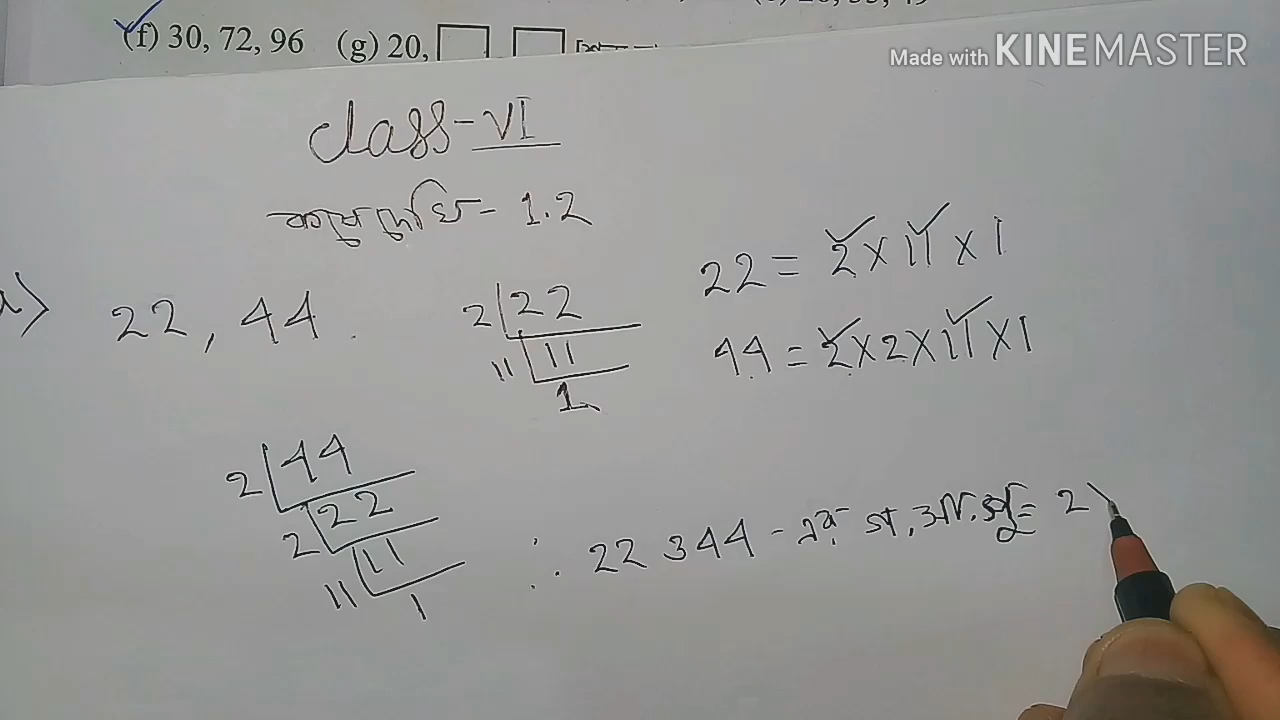 (f) 30, 72, 96 (g) 20,
Made with KINEMASTER
Class-VI
কষে দেখি- 1.2
a) 22, 44.
2 22
11 11
1
22 = 2 x 11 x 1
44 = 2 x 2 x 11 x 1
2 44
2 22
11 11
1
∴ 22 ও 44 - সা. গু = 2 x